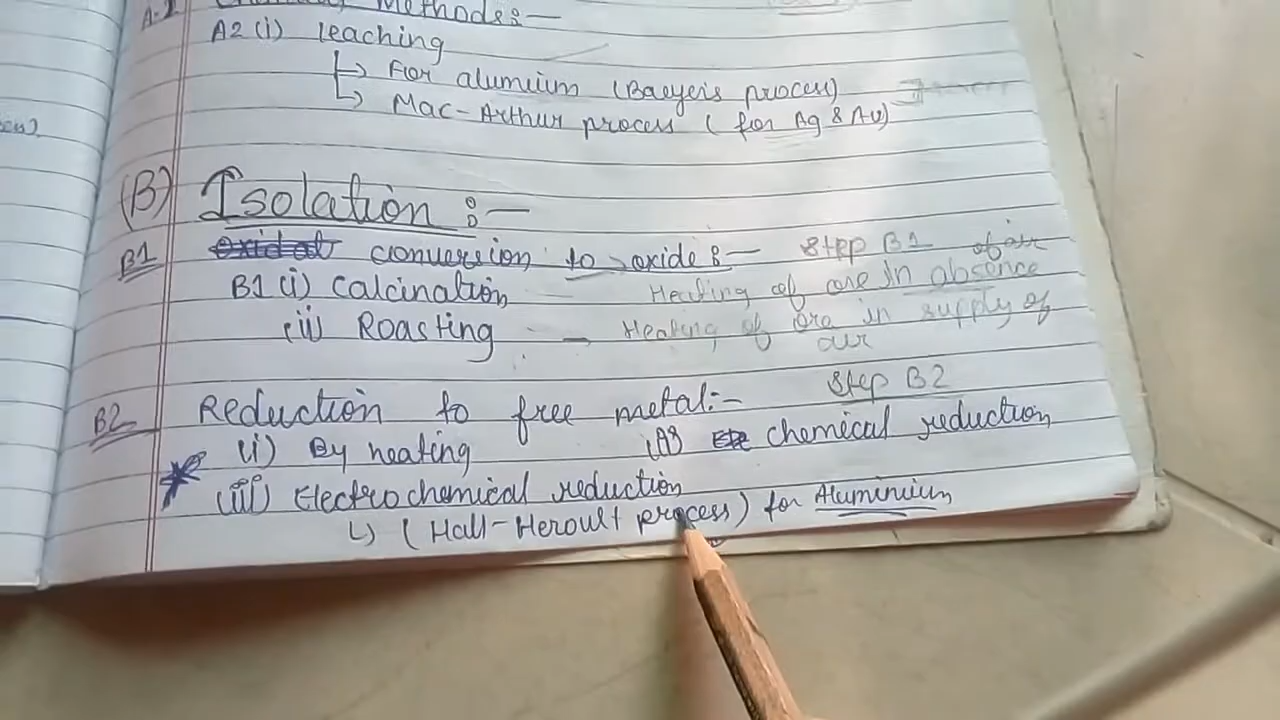 A.2 Methods:—
A2 (i) leaching
↳ For alumium (Baeyer's process)
↳ Mac-Arthur process ( for Ag & Au)
(B) Isolation :—
B1 oxidat conversion to oxide :— Step B1
B1 (i) Calcination Heating of ore in absence of air
(ii) Roasting — Heating of ore in supply of air
B2 Reduction to free metal:- Step B2
(i) By heating chemical reduction
(iii) Electrochemical reduction
↳ ( Hall-Heroult process) for Aluminium